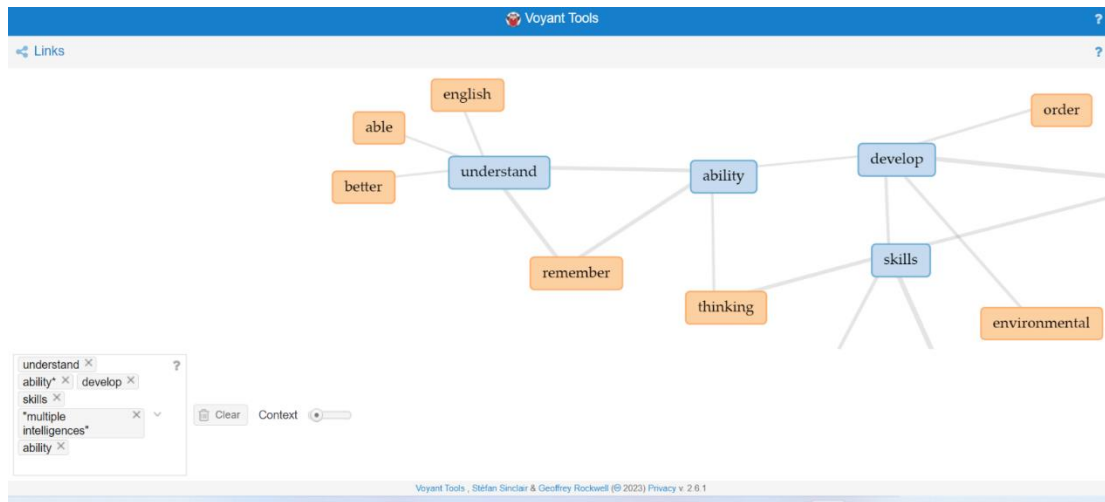 Voyant Tools
?
Links
?
english
able
order
better
understand
ability
develop
remember
thinking
skills
environmental
understand ×
?
ability* × develop ×
skills ×
"multiple intelligences" ×
ability ×
Clear
Context
Voyant Tools , Stéfan Sinclair & Geoffrey Rockwell (© 2023) Privacy v. 2.6.1